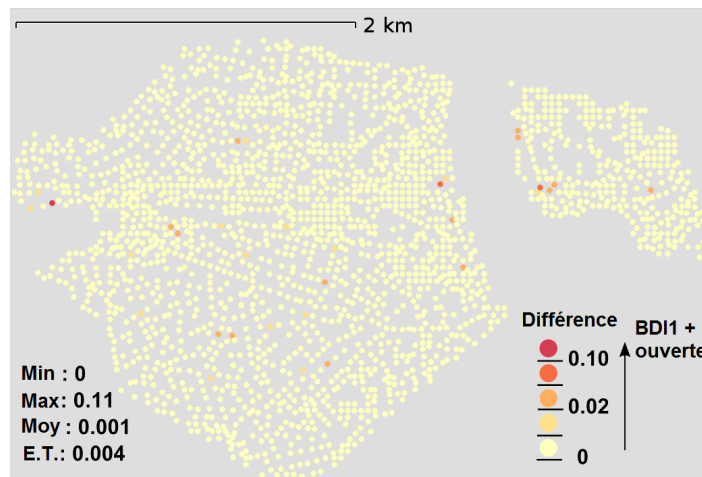 2 km
Différence
BDI1 +
ouverte
0.10
0.02
0
Min : 0
Max: 0.11
Moy : 0.001
E.T.: 0.004